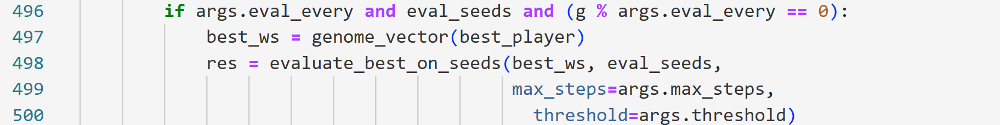 496            if args.eval_every and eval_seeds and (g % args.eval_every == 0):
497                best_ws = genome_vector(best_player)
498                res = evaluate_best_on_seeds(best_ws, eval_seeds,
499                                             max_steps=args.max_steps,
500                                               threshold=args.threshold)